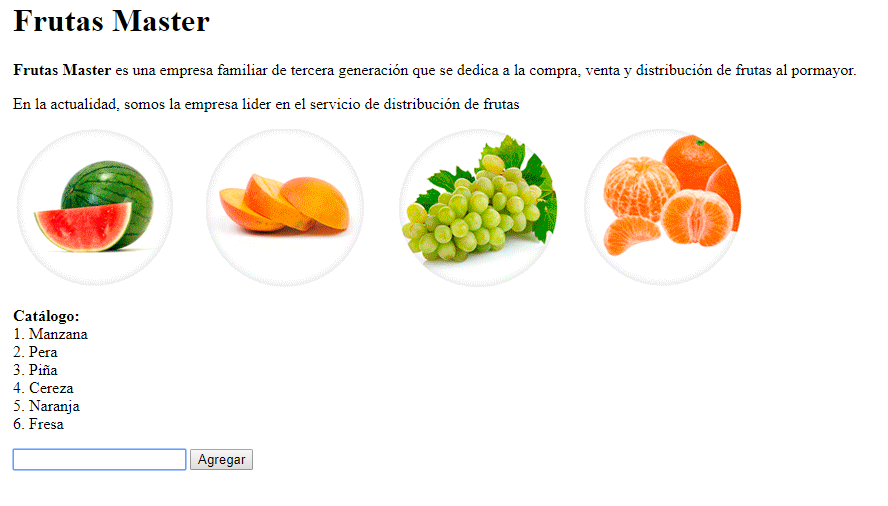 Frutas Master
Frutas Master es una empresa familiar de tercera generación que se dedica a la compra, venta y distribución de frutas al pormayor.
En la actualidad, somos la empresa lider en el servicio de distribución de frutas
Catálogo:
1. Manzana
2. Pera
3. Piña
4. Cereza
5. Naranja
6. Fresa
Agregar